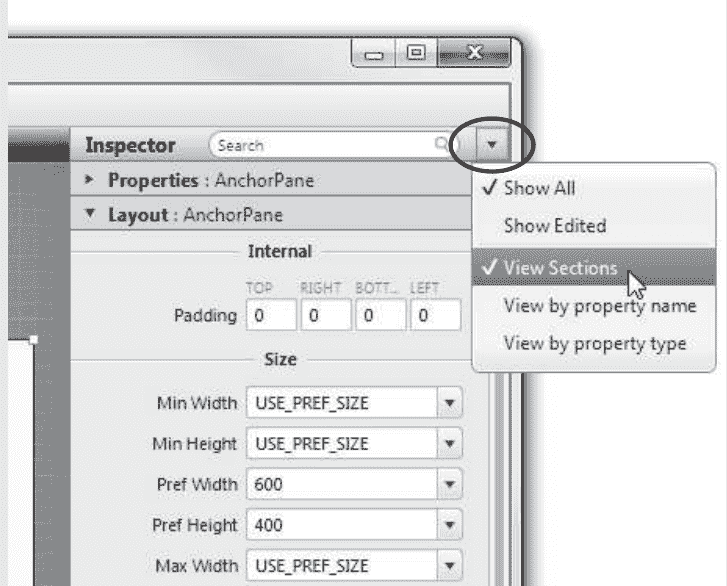 Inspector Search
Properties : AnchorPane
✓ Show All
Layout : AnchorPane
Show Edited
Internal
✓ View Sections
TOP RIGHT BOTT... LEFT
View by property name
Padding 0 0 0 0
View by property type
Size
Min Width USE_PREF_SIZE
Min Height USE_PREF_SIZE
Pref Width 600
Pref Height 400
Max Width USE_PREF_SIZE